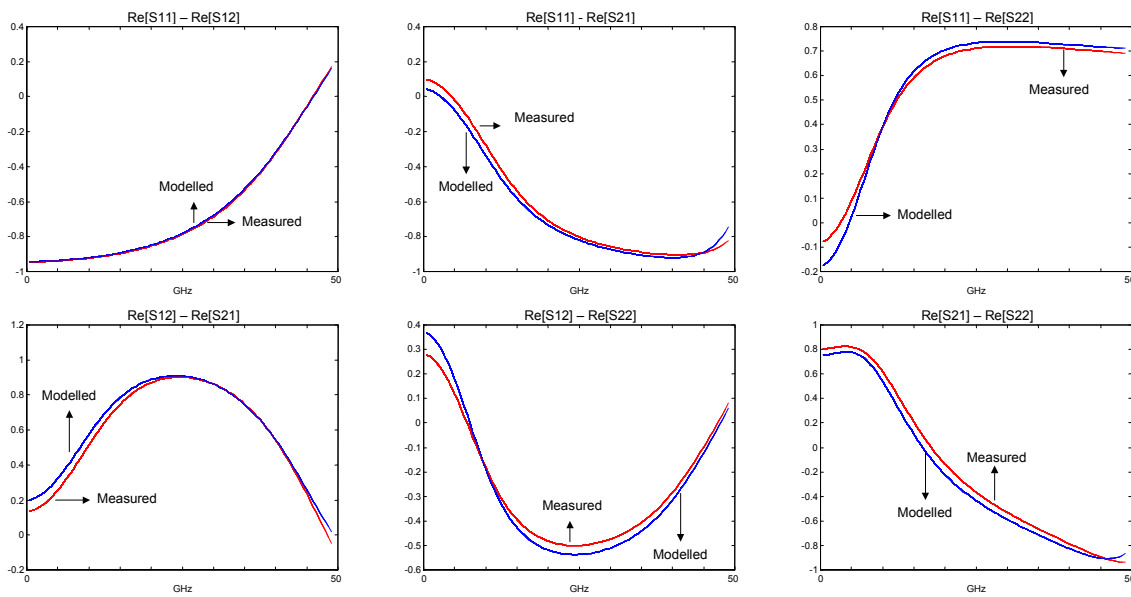 Re[S11] – Re[S12]
0.4
0.2
0
-0.2
-0.4
-0.6
-0.8
-1
Modelled
Measured
0
50
GHz
Re[S11] - Re[S21]
0.4
0.2
0
-0.2
-0.4
-0.6
-0.8
-1
Measured
Modelled
0
50
GHz
Re[S11] – Re[S22]
0.8
0.7
0.6
0.5
0.4
0.3
0.2
0.1
0
-0.1
-0.2
Measured
Modelled
0
50
GHz
Re[S12] – Re[S21]
1.2
1
0.8
0.6
0.4
0.2
0
-0.2
Modelled
Measured
0
50
GHz
Re[S12] – Re[S22]
0.4
0.3
0.2
0.1
0
-0.1
-0.2
-0.3
-0.4
-0.5
-0.6
Measured
Modelled
0
50
GHz
Re[S21] – Re[S22]
1
0.8
0.6
0.4
0.2
0
-0.2
-0.4
-0.6
-0.8
-1
Measured
Modelled
0
50
GHz